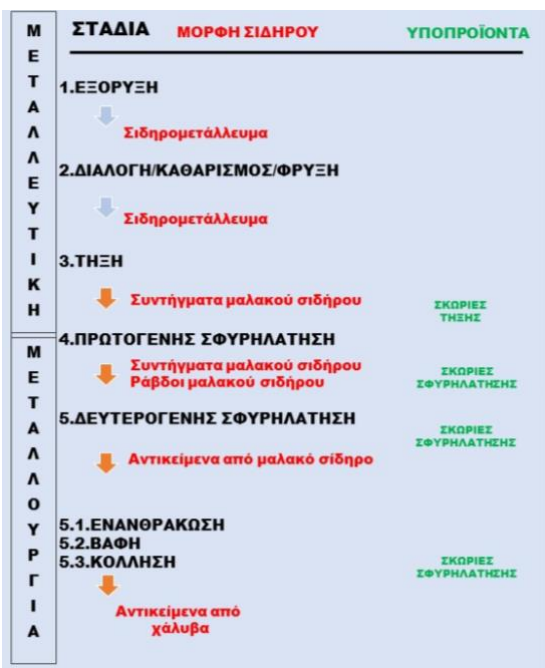 ΣΤΑΔΙΑ ΜΟΡΦΗ ΣΙΔΗΡΟΥ ΥΠΟΠΡΟΪΟΝΤΑ
ΜΕΤΑΛΛΕΥΤΙΚΗ
1.ΕΞΟΡΥΞΗ
Σιδηρομετάλλευμα
2.ΔΙΑΛΟΓΗ/ΚΑΘΑΡΙΣΜΟΣ/ΦΡΥΞΗ
Σιδηρομετάλλευμα
3.ΤΗΞΗ
Συντήγματα μαλακού σιδήρου
ΣΚΩΡΙΕΣ
ΤΗΞΗΣ
ΜΕΤΑΛΛΟΥΡΓΙΑ
4.ΠΡΩΤΟΓΕΝΗΣ ΣΦΥΡΗΛΑΤΗΣΗ
Συντήγματα μαλακού σιδήρου
Ράβδοι μαλακού σιδήρου
ΣΚΩΡΙΕΣ
ΣΦΥΡΗΛΑΤΗΣΗΣ
5.ΔΕΥΤΕΡΟΓΕΝΗΣ ΣΦΥΡΗΛΑΤΗΣΗ
ΣΚΩΡΙΕΣ
ΣΦΥΡΗΛΑΤΗΣΗΣ
Αντικείμενα από μαλακό σίδηρο
5.1.ΕΝΑΝΘΡΑΚΩΣΗ
5.2.ΒΑΦΗ
5.3.ΚΟΛΛΗΣΗ
ΣΚΩΡΙΕΣ
ΣΦΥΡΗΛΑΤΗΣΗΣ
Αντικείμενα από
χάλυβα